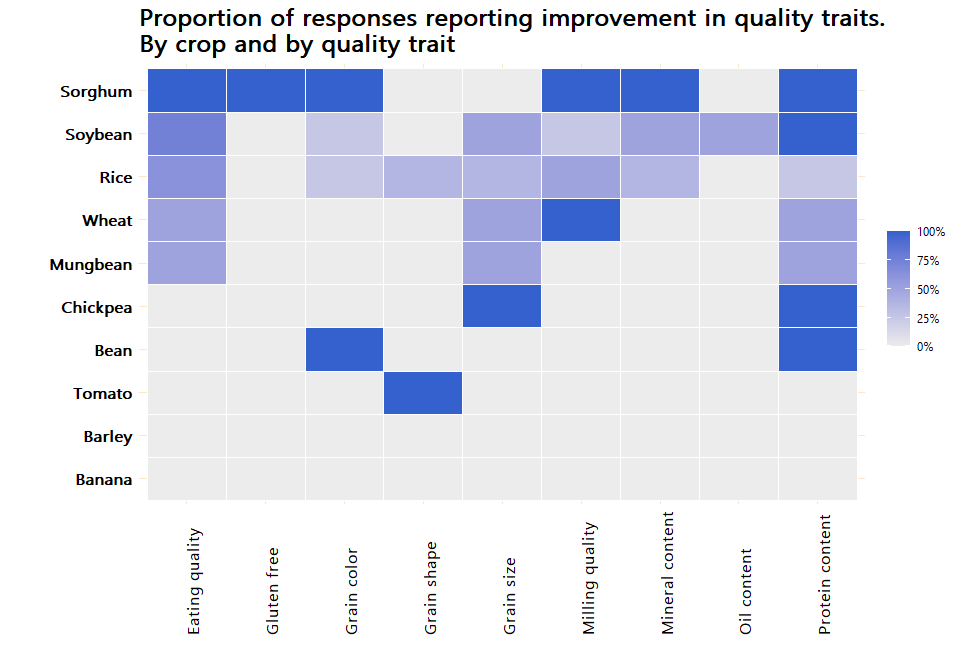 Proportion of responses reporting improvement in quality traits.
By crop and by quality trait
Sorghum
Soybean
Rice
Wheat
Mungbean
Chickpea
Bean
Tomato
Barley
Banana
100%
75%
50%
25%
0%
Eating quality
Gluten free
Grain color
Grain shape
Grain size
Milling quality
Mineral content
Oil content
Protein content